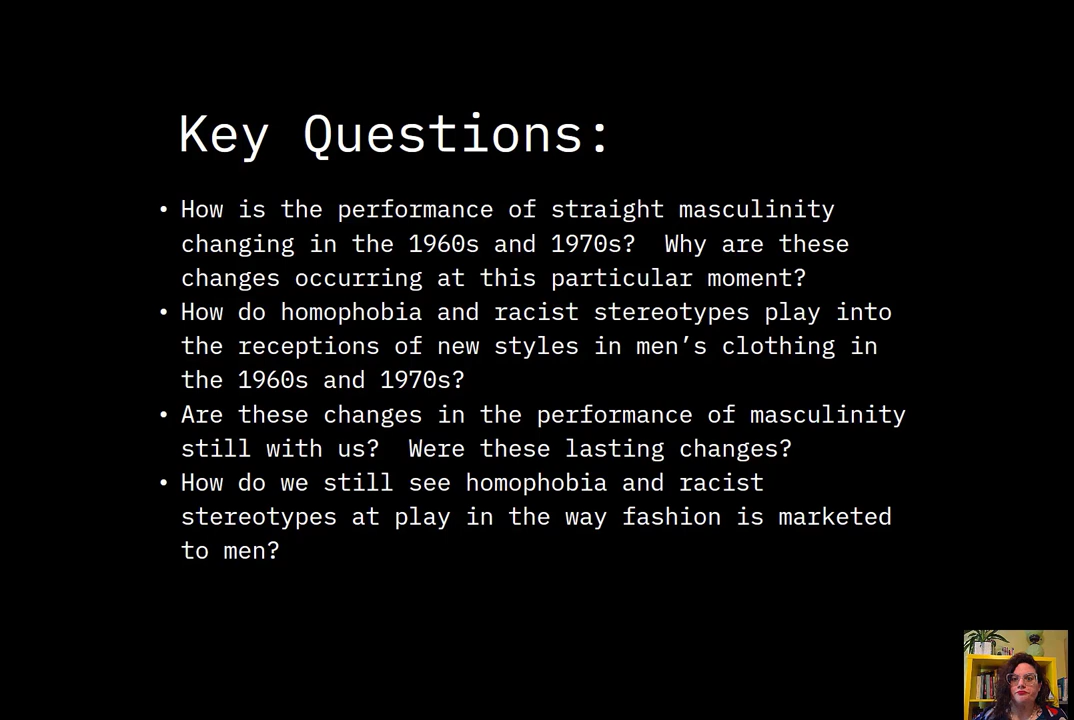 Key Questions:
• How is the performance of straight masculinity
changing in the 1960s and 1970s?  Why are these
changes occurring at this particular moment?
• How do homophobia and racist stereotypes play into
the receptions of new styles in men’s clothing in
the 1960s and 1970s?
• Are these changes in the performance of masculinity
still with us?  Were these lasting changes?
• How do we still see homophobia and racist
stereotypes at play in the way fashion is marketed
to men?